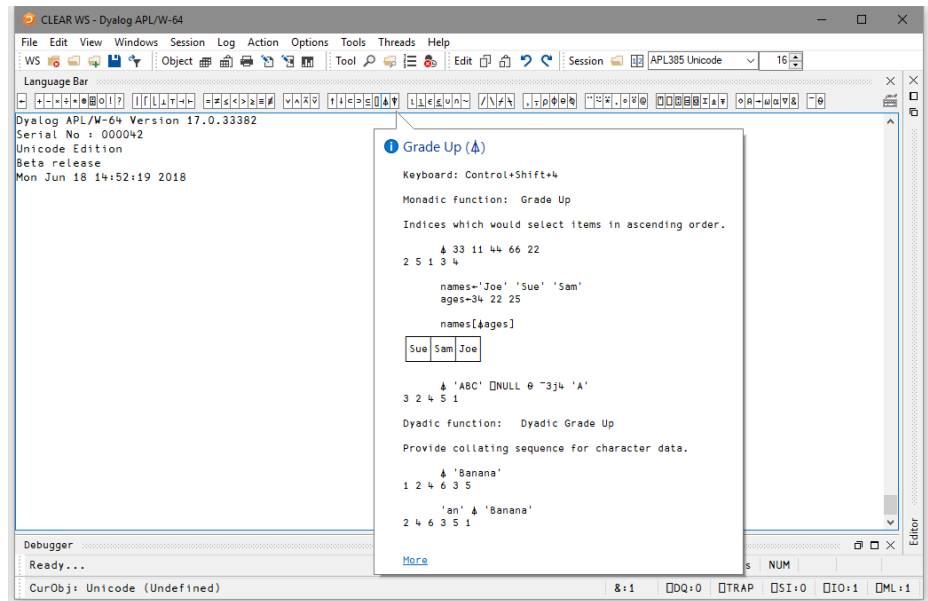 CLEAR WS - Dyalog APL/W-64
File Edit View Windows Session Log Action Options Tools Threads Help
WS Object Tool Edit Session APL385 Unicode 16
Language Bar
← + - × ÷ * ⍟ ⌹ ○ ! ? | ⌈ ⌊ ⊥ ⊤ ⊣ ⊢ = ≠ ≤ < > ≥ ≡ ≢ ∨ ∧ ⍲ ⍱ ↑ ↓ ⊂ ⊃ ⊆ ⌷ ⍋ ⍒ ⍳ ⍸ ∊ ⍷ ∪ ∩ ~ / \ ⌿ ⍀ , ⍪ ⍴ ⌽ ⊖ ⍉ ¨ ⍨ ⍣ . ∘ ⍤ @ ⍞ ⎕ ⍠ ⌸ ⌺ ⌶ ⍎ ⍕ ⋄ ⍝ → ⍵ ⍺ ∇ & ¯ ⍬
Dyalog APL/W-64 Version 17.0.33382
Serial No : 000042
Unicode Edition
Beta release
Mon Jun 18 14:52:19 2018
Grade Up (⍋)
Keyboard: Control+Shift+4
Monadic function: Grade Up
Indices which would select items in ascending order.
⍋ 33 11 44 66 22
2 5 1 3 4
names←'Joe' 'Sue' 'Sam'
ages←34 22 25
names[⍋ages]
Sue Sam Joe
⍋ 'ABC' ⎕NULL ⍬ ¯3j4 'A'
3 2 4 5 1
Dyadic function: Dyadic Grade Up
Provide collating sequence for character data.
⍋ 'Banana'
1 2 4 6 3 5
'an' ⍋ 'Banana'
2 4 6 3 5 1
More
Editor
Debugger
Ready...
s NUM
CurObj: Unicode (Undefined)
&:1 ⎕DQ:0 ⎕TRAP ⎕SI:0 ⎕IO:1 ⎕ML:1